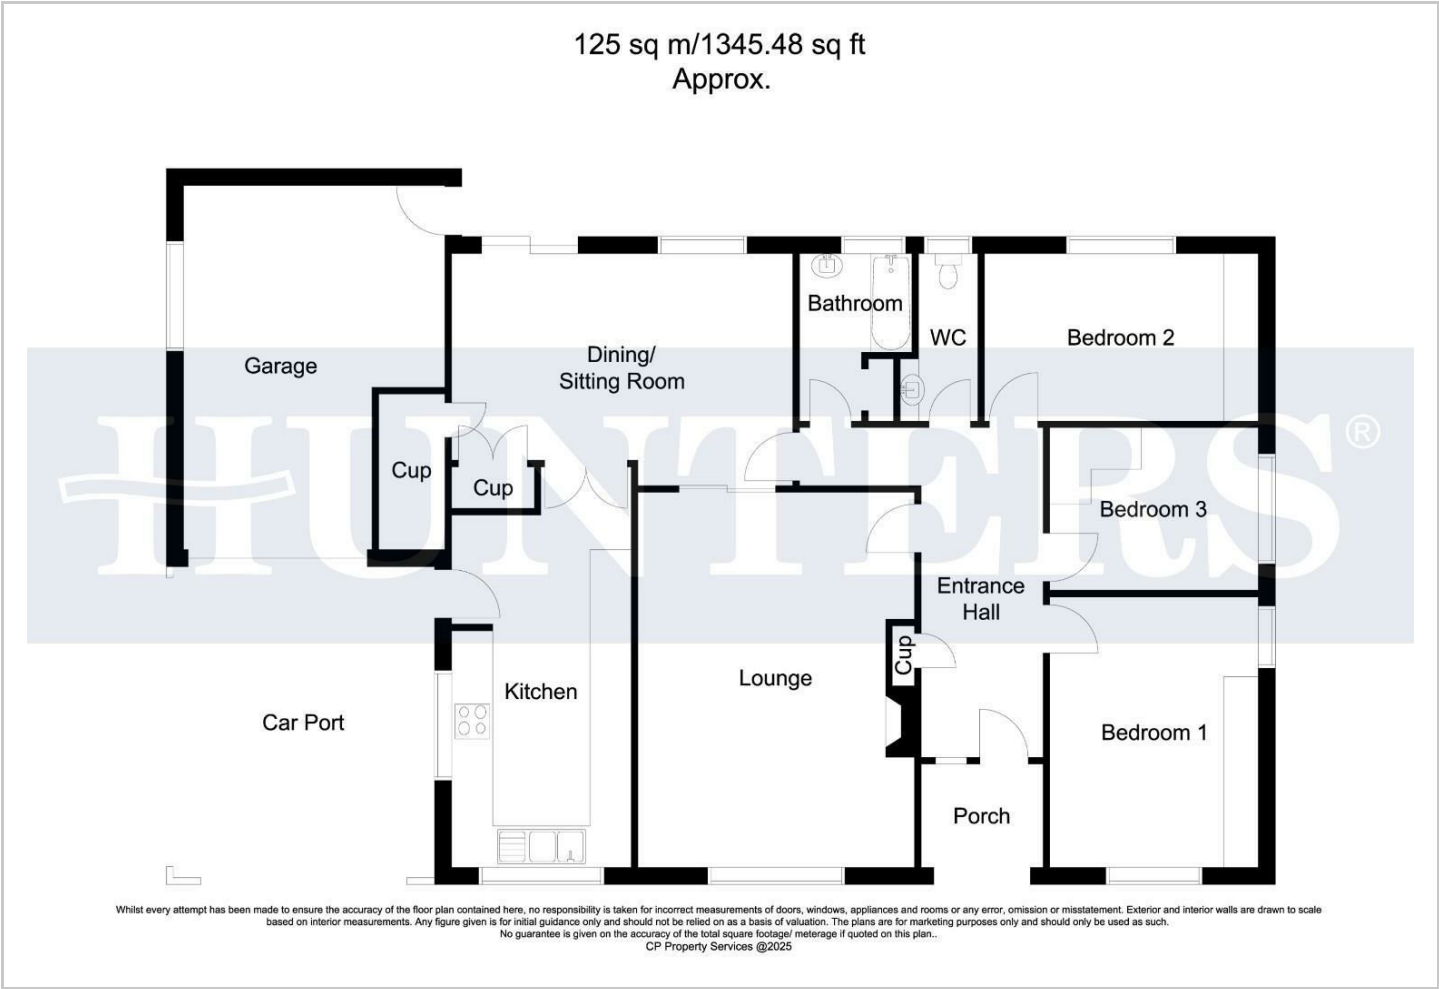 125 sq m/1345.48 sq ft
Approx.
Garage
Dining/
Sitting Room
Bathroom
WC
Bedroom 2
Cup
Cup
HUNTERS®
Bedroom 3
Entrance
Hall
Cup
Kitchen
Lounge
Car Port
Bedroom 1
Porch
Whilst every attempt has been made to ensure the accuracy of the floor plan contained here, no responsibility is taken for incorrect measurements of doors, windows, appliances and rooms or any error, omission or misstatement. Exterior and interior walls are drawn to scale
based on interior measurements. Any figure given is for initial guidance only and should not be relied on as a basis of valuation. The plans are for marketing purposes only and should only be used as such.
No guarantee is given on the accuracy of the total square footage/ meterage if quoted on this plan..
CP Property Services @2025